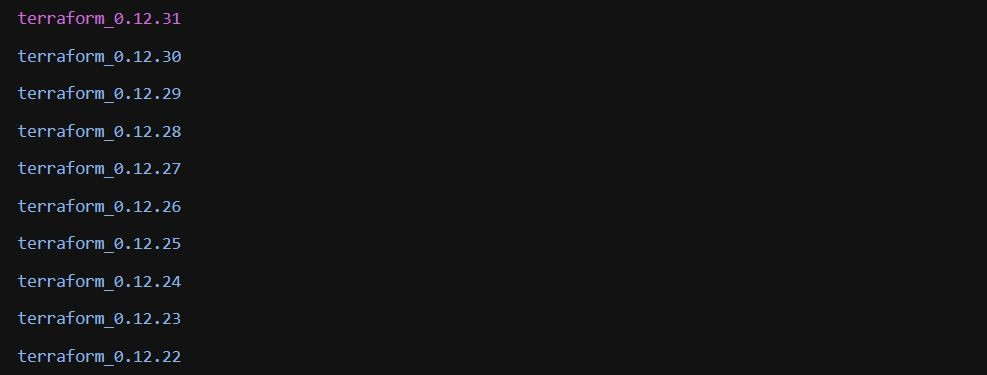 terraform_0.12.31
terraform_0.12.30
terraform_0.12.29
terraform_0.12.28
terraform_0.12.27
terraform_0.12.26
terraform_0.12.25
terraform_0.12.24
terraform_0.12.23
terraform_0.12.22